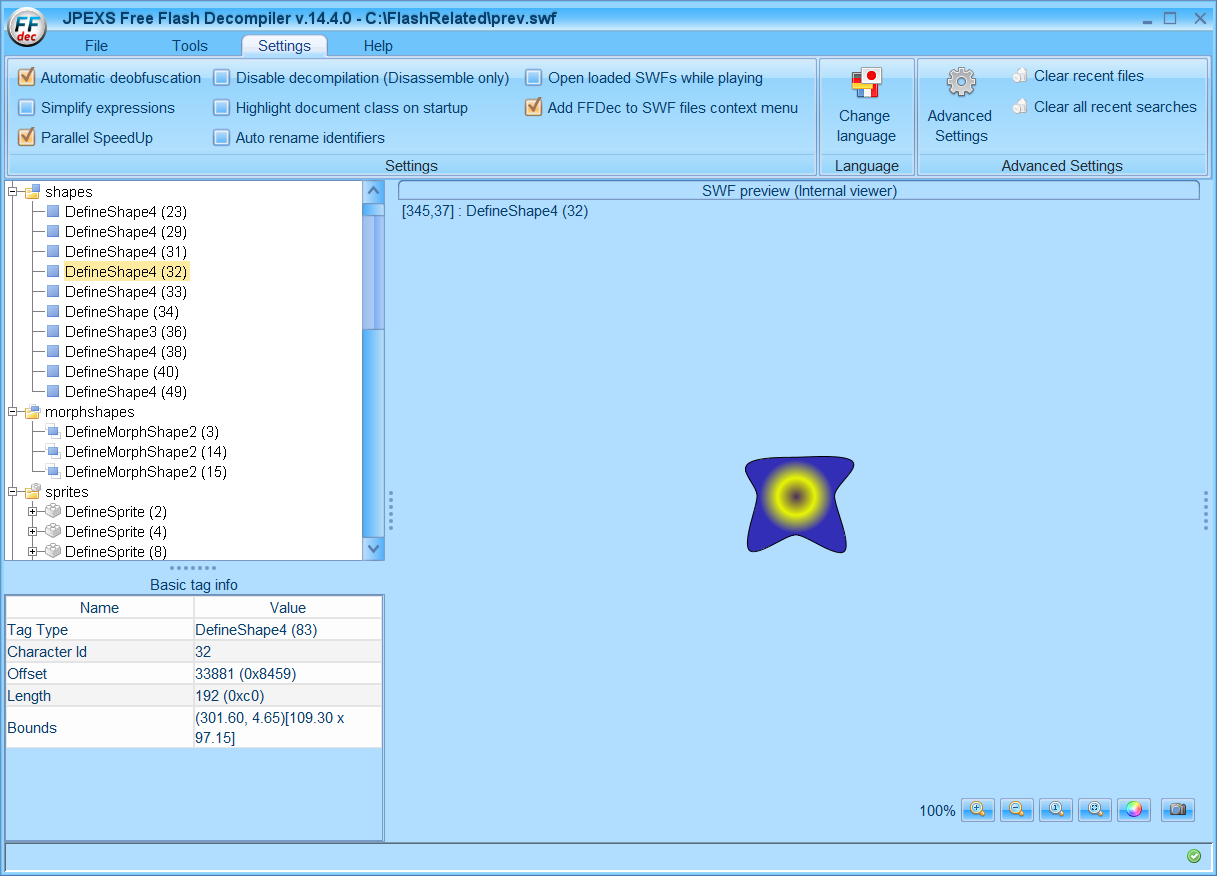 FF
dec
JPEXS Free Flash Decompiler v.14.4.0 - C:\FlashRelated\prev.swf
File Tools Settings Help
Automatic deobfuscation Disable decompilation (Disassemble only) Open loaded SWFs while playing
Simplify expressions Highlight document class on startup Add FFDec to SWF files context menu
Parallel SpeedUp Auto rename identifiers
Settings
Change
language
Language
Advanced
Settings
Clear recent files
Clear all recent searches
Advanced Settings
shapes
DefineShape4 (23)
DefineShape4 (29)
DefineShape4 (31)
DefineShape4 (32)
DefineShape4 (33)
DefineShape (34)
DefineShape3 (36)
DefineShape4 (38)
DefineShape (40)
DefineShape4 (49)
morphshapes
DefineMorphShape2 (3)
DefineMorphShape2 (14)
DefineMorphShape2 (15)
sprites
DefineSprite (2)
DefineSprite (4)
DefineSprite (8)
Basic tag info
Name Value
Tag Type DefineShape4 (83)
Character Id 32
Offset 33881 (0x8459)
Length 192 (0xc0)
Bounds (301.60, 4.65)[109.30 x
97.15]
SWF preview (Internal viewer)
[345,37] : DefineShape4 (32)
100%